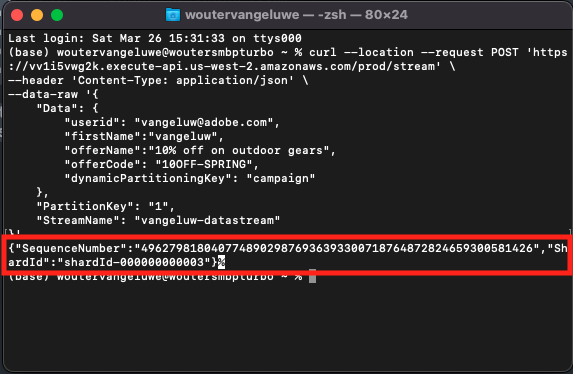 woutervangeluwe — -zsh — 80×24
Last login: Sat Mar 26 15:31:33 on ttys000
(base) woutervangeluwe@woutersmbpturbo ~ % curl --location --request POST 'https
://vv1i5vwg2k.execute-api.us-west-2.amazonaws.com/prod/stream' \
--header 'Content-Type: application/json' \
--data-raw '{
    "Data": {
        "userid": "vangeluw@adobe.com",
        "firstName":"vangeluw",
        "offerName":"10% off on outdoor gears",
        "offerCode": "10OFF-SPRING",
        "dynamicPartitioningKey": "campaign"
    },
    "PartitionKey": "1",
    "StreamName": "vangeluw-datastream"
}'
{"SequenceNumber":"49627981804077489029876936393300718764872824659300581426","Sh
ardId":"shardId-000000000003"}%
(base) woutervangeluwe@woutersmbpturbo ~ %